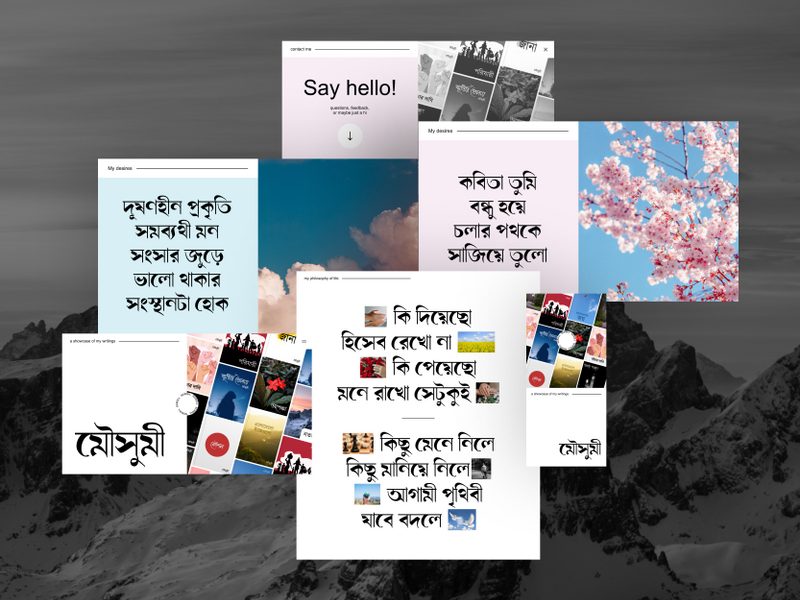 contact me
Say hello!
questions, feedback,
or maybe just a hi
জানা
My desires
কবিতা তুমি
বন্ধু হয়ে
চলার পথকে
সাজিয়ে তুলো
My desires
দূষণহীন প্রকৃতি
সমব্যথী মন
সংসার জুড়ে
ভালো থাকার
সংস্থানটা হোক
my philosophy of life
কি দিয়েছো
হিসেব রেখো না
কি পেয়েছো
মনে রাখো সেটুকুই
কিছু মেনে নিলে
কিছু মানিয়ে নিলে
আগামী পৃথিবী
যাবে বদলে
a showcase of my writings
মৌসুমী
a showcase of my writings
মৌসুমী